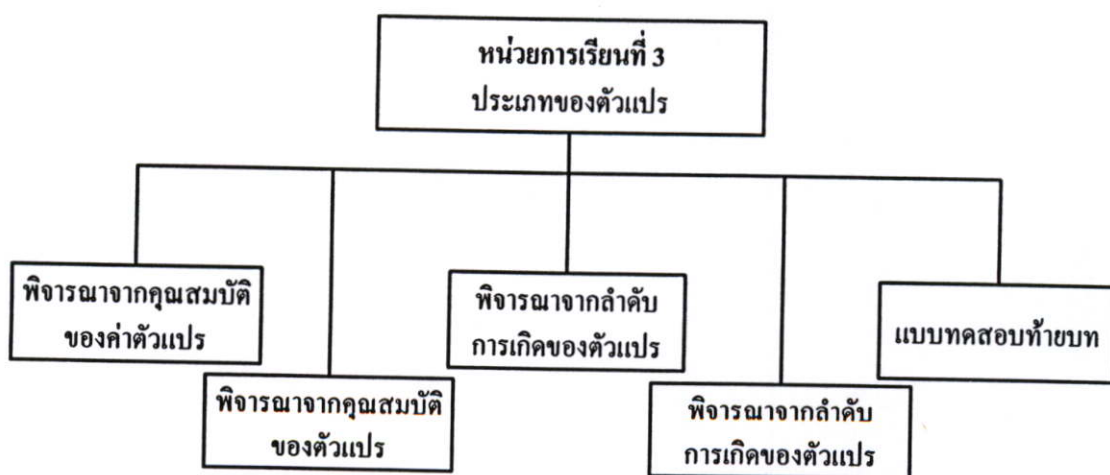 หน่วยการเรียนที่ 3
ประเภทของตัวแปร
พิจารณาจากคุณสมบัติ
ของค่าตัวแปร
พิจารณาจากคุณสมบัติ
ของตัวแปร
พิจารณาจากลำดับ
การเกิดของตัวแปร
พิจารณาจากลำดับ
การเกิดของตัวแปร
แบบทดสอบท้ายบท